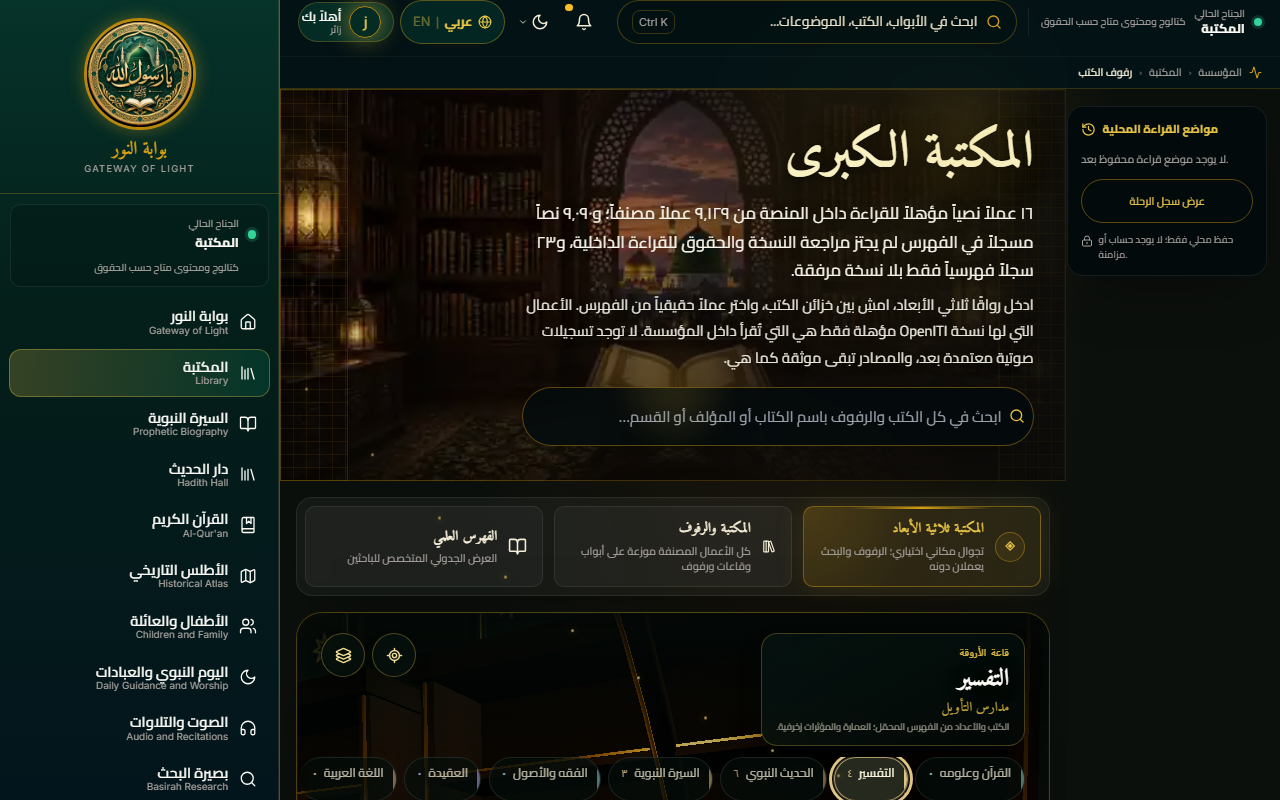 يا رسول الله
بوابة النور
GATEWAY OF LIGHT
الجناح الحالي
المكتبة
كتالوج ومحتوى متاح حسب الحقوق
بوابة النور
Gateway of Light
المكتبة
Library
السيرة النبوية
Prophetic Biography
دار الحديث
Hadith Hall
القرآن الكريم
Al-Qur'an
الأطلس التاريخي
Historical Atlas
الأطفال والعائلة
Children and Family
اليوم النبوي والعبادات
Daily Guidance and Worship
الصوت والتلاوات
Audio and Recitations
بصيرة البحث
Basirah Research
الجناح الحالي
المكتبة
كتالوج ومحتوى متاح حسب الحقوق
ابحث في الأبواب، الكتب، الموضوعات...
Ctrl K
عربي | EN
ز
أهلاً بك
زائر
المؤسسة ‹ المكتبة ‹ رفوف الكتب
مواضع القراءة المحلية
لا يوجد موضع قراءة محفوظ بعد.
عرض سجل الرحلة
حفظ محلي فقط؛ لا يوجد حساب أو
مزامنة.
المكتبة الكبرى
١٦ عملاً نصياً مؤهلاً للقراءة داخل المنصة من ٩٬١٢٩ عملاً مصنفاً؛ و٩٬٠٩٠ نصاً
مسجلاً في الفهرس لم يجتز مراجعة النسخة والحقوق للقراءة الداخلية، و٢٣
سجلاً فهرسياً فقط بلا نسخة مرفقة.
ادخل رواقًا ثلاثي الأبعاد، امشِ بين خزائن الكتب، واختر عملاً حقيقياً من الفهرس. الأعمال
التي لها نسخة OpenITI مؤهلة فقط هي التي تُقرأ داخل المؤسسة. لا توجد تسجيلات
صوتية معتمدة بعد، والمصادر تبقى موثقة كما هي.
ابحث في كل الكتب والرفوف باسم الكتاب أو المؤلف أو القسم...
المكتبة ثلاثية الأبعاد
تجوال مكاني اختياري؛ الرفوف والبحث
يعملان دونه
المكتبة والرفوف
كل الأعمال المصنفة موزعة على أبواب
وقاعات ورفوف
الفهرس العلمي
العرض الجدولي المتخصص للباحثين
قاعة الأروقة
التفسير
مدارس التأويل
الكتب والأعداد من الفهرس المحقق؛ العمارة والمؤثرات زخرفية.
القرآن وعلومه ٠
التفسير ٤
الحديث النبوي ٦
السيرة النبوية ٣
الفقه والأصول ٠
العقيدة ٠
اللغة العربية ٠